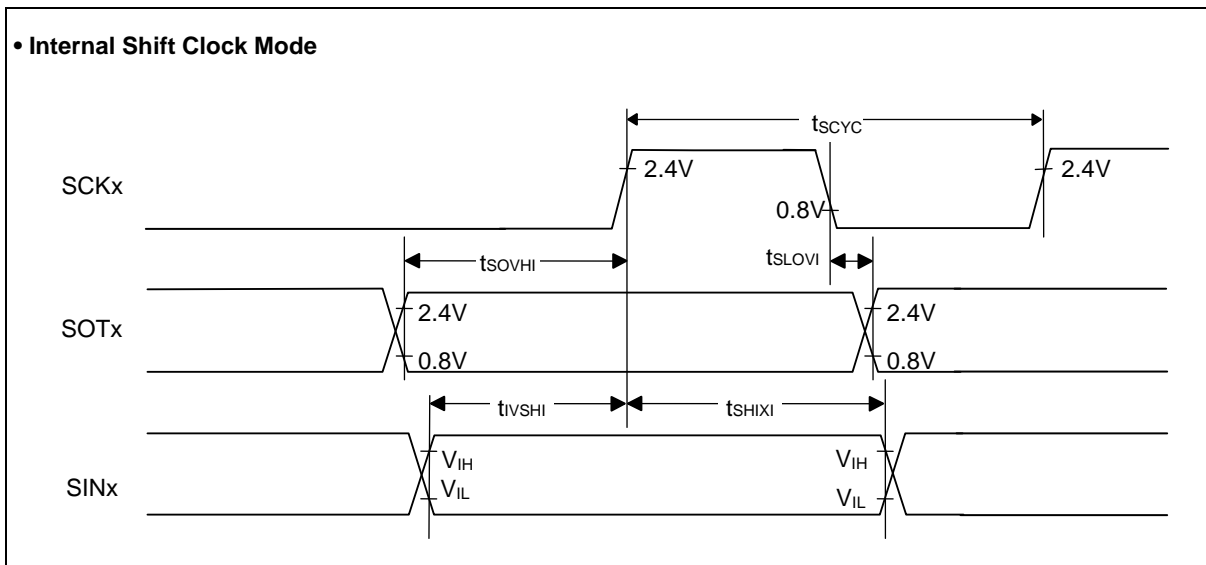 • Internal Shift Clock Mode
tSCYC
SCKx
2.4V
2.4V
0.8V
tSOVHI
tSLOVI
SOTx
2.4V
2.4V
0.8V
0.8V
tIVSHI
tSHIXI
SINx
VIH
VIH
VIL
VIL